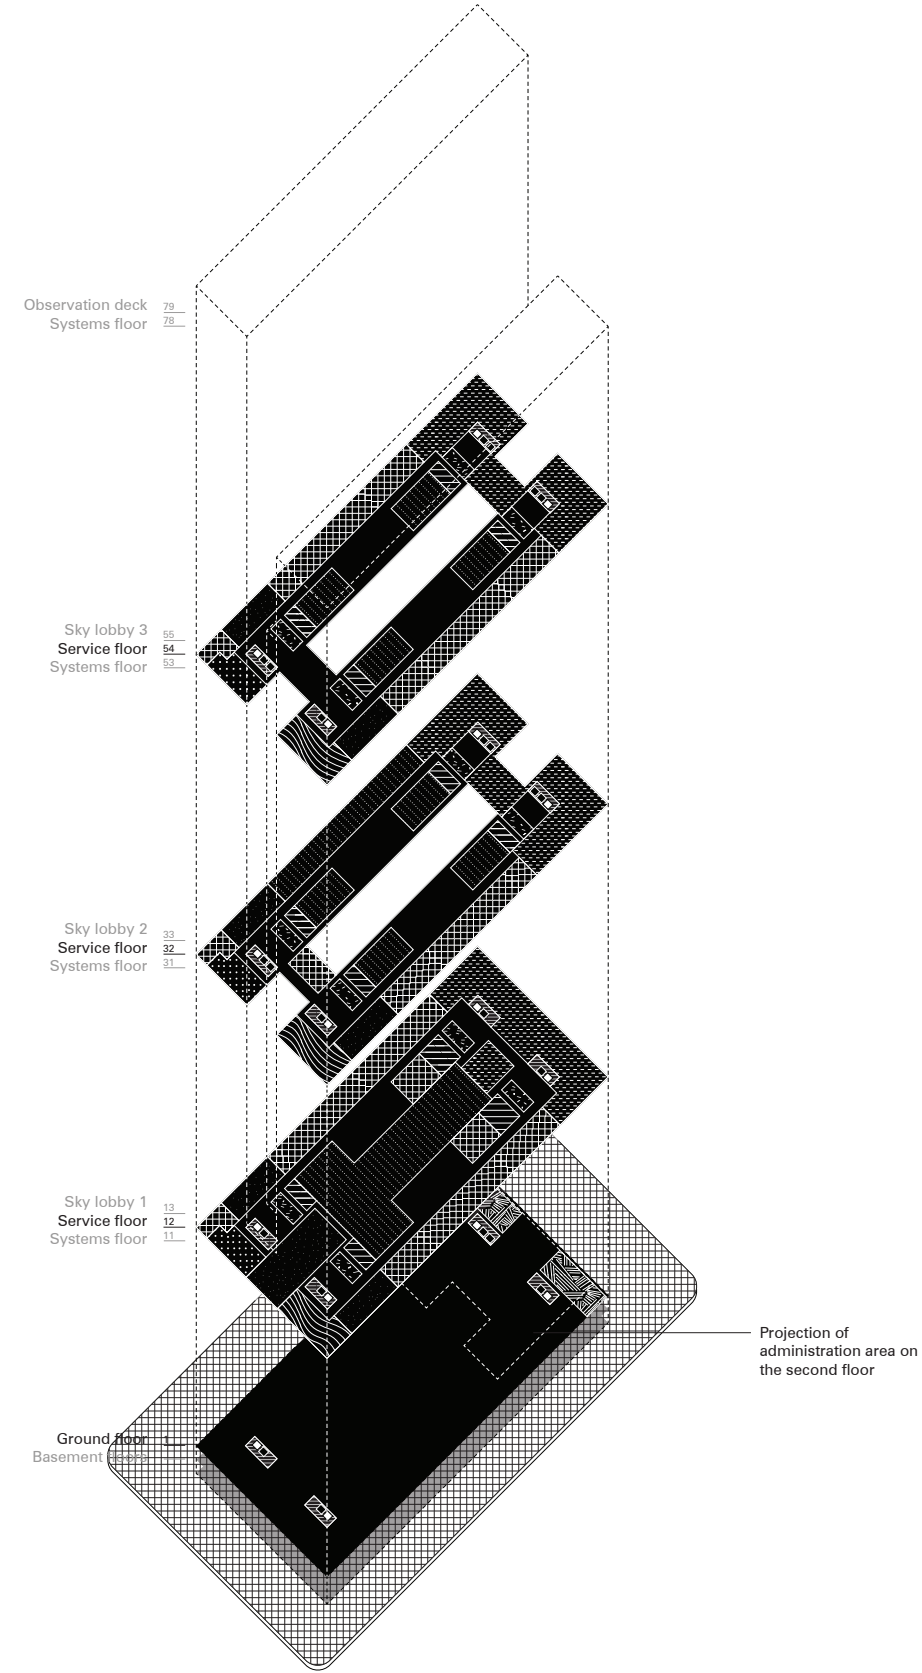 Observation deck 79
Systems floor 78
Sky lobby 3 55
Service floor 54
Systems floor 53
Sky lobby 2 33
Service floor 32
Systems floor 31
Sky lobby 1 13
Service floor 12
Systems floor 11
Projection of
administration area on
the second floor
Ground floor 1
Basement floors